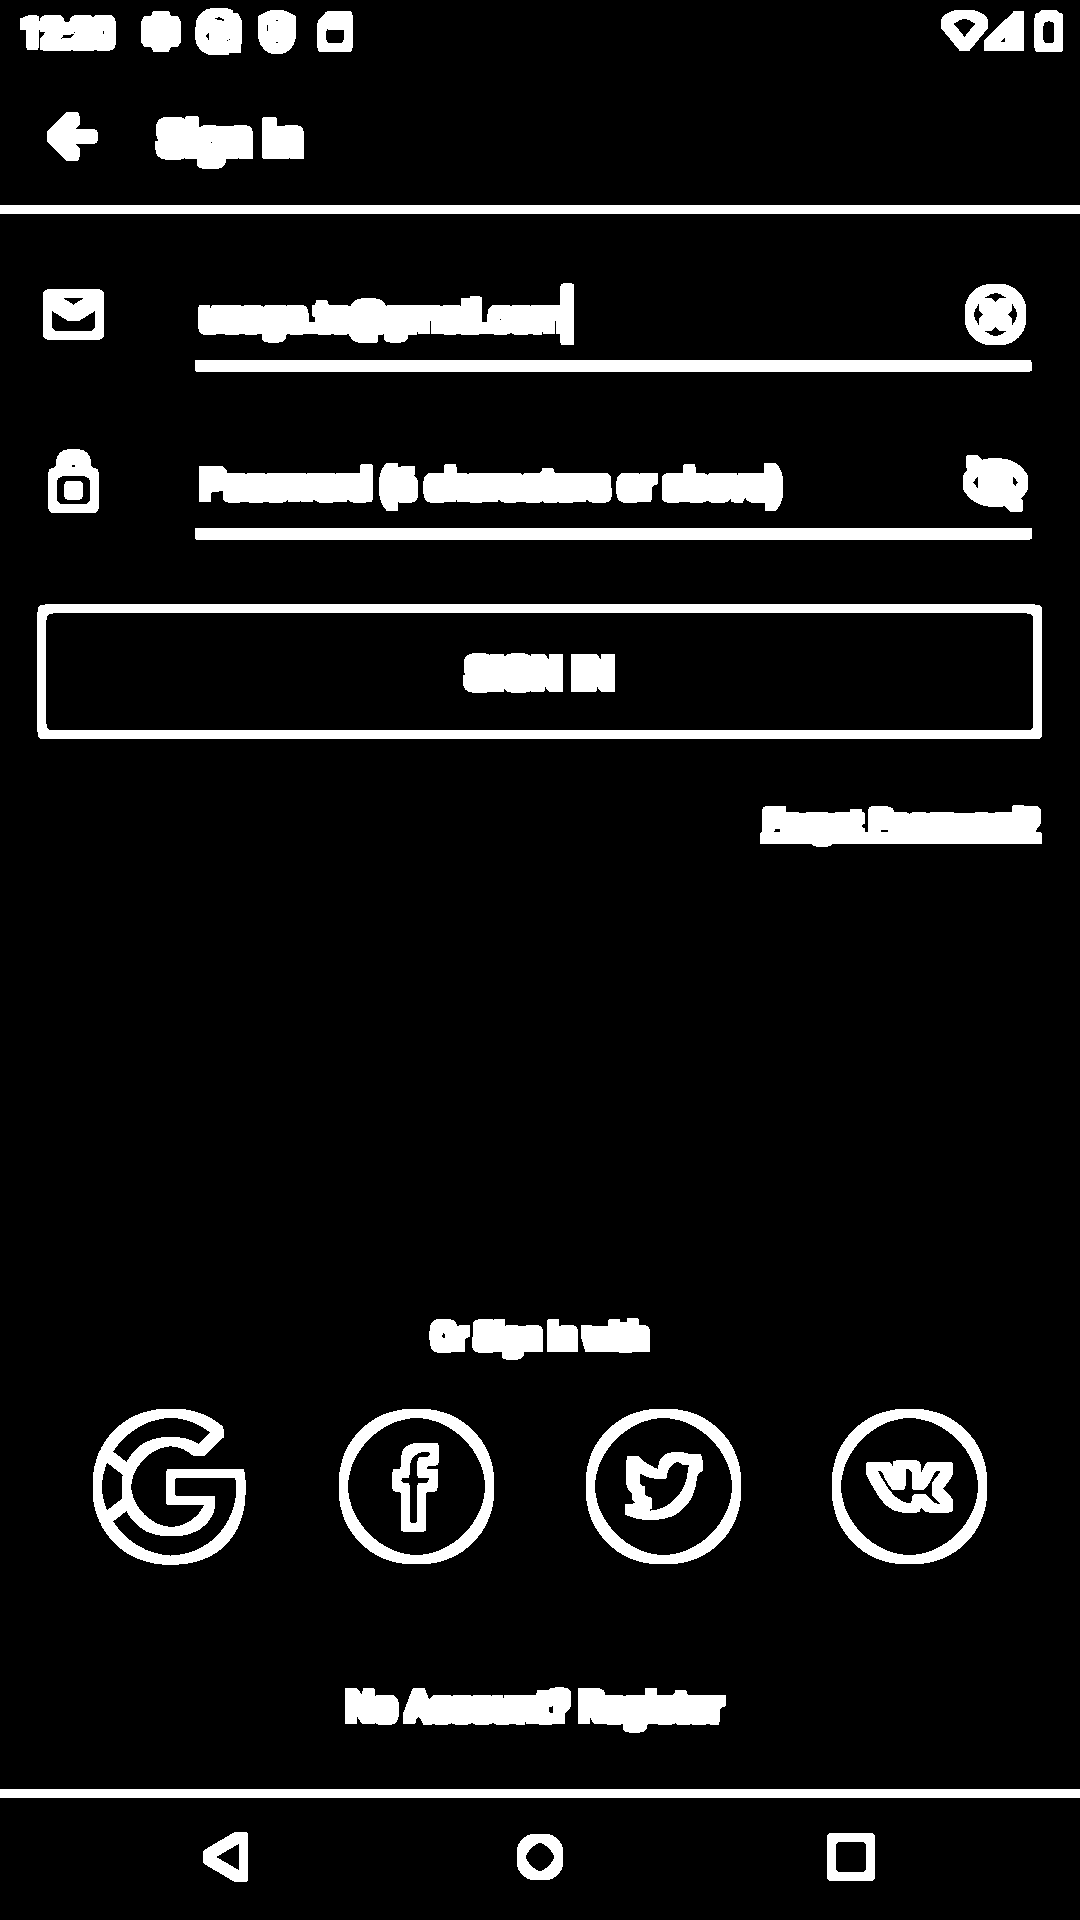 12:20
Sign in
usage.to@gmail.com
Password (6 characters or above)
SIGN IN
Forgot Password?
Or Sign in with
No Account? Register